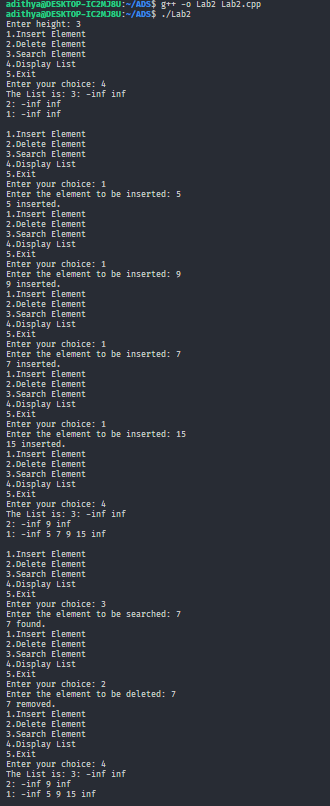 adithya@DESKTOP-IC2MJ8U:~/ADS$ g++ -o Lab2 Lab2.cpp
adithya@DESKTOP-IC2MJ8U:~/ADS$ ./Lab2
Enter height: 3
1.Insert Element
2.Delete Element
3.Search Element
4.Display List
5.Exit
Enter your choice: 4
The List is: 3: -inf inf
2: -inf inf
1: -inf inf

1.Insert Element
2.Delete Element
3.Search Element
4.Display List
5.Exit
Enter your choice: 1
Enter the element to be inserted: 5
5 inserted.
1.Insert Element
2.Delete Element
3.Search Element
4.Display List
5.Exit
Enter your choice: 1
Enter the element to be inserted: 9
9 inserted.
1.Insert Element
2.Delete Element
3.Search Element
4.Display List
5.Exit
Enter your choice: 1
Enter the element to be inserted: 7
7 inserted.
1.Insert Element
2.Delete Element
3.Search Element
4.Display List
5.Exit
Enter your choice: 1
Enter the element to be inserted: 15
15 inserted.
1.Insert Element
2.Delete Element
3.Search Element
4.Display List
5.Exit
Enter your choice: 4
The List is: 3: -inf inf
2: -inf 9 inf
1: -inf 5 7 9 15 inf

1.Insert Element
2.Delete Element
3.Search Element
4.Display List
5.Exit
Enter your choice: 3
Enter the element to be searched: 7
7 found.
1.Insert Element
2.Delete Element
3.Search Element
4.Display List
5.Exit
Enter your choice: 2
Enter the element to be deleted: 7
7 removed.
1.Insert Element
2.Delete Element
3.Search Element
4.Display List
5.Exit
Enter your choice: 4
The List is: 3: -inf inf
2: -inf 9 inf
1: -inf 5 9 15 inf